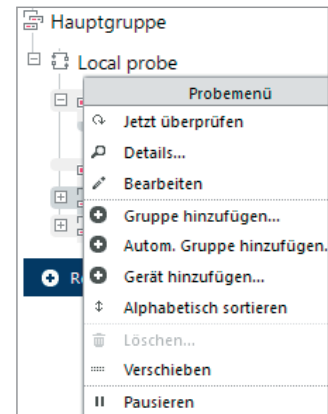 Hauptgruppe
Local probe
Probemenü
Jetzt überprüfen
Details...
Bearbeiten
Gruppe hinzufügen...
Autom. Gruppe hinzufügen.
Gerät hinzufügen...
Alphabetisch sortieren
Löschen...
Verschieben
Pausieren